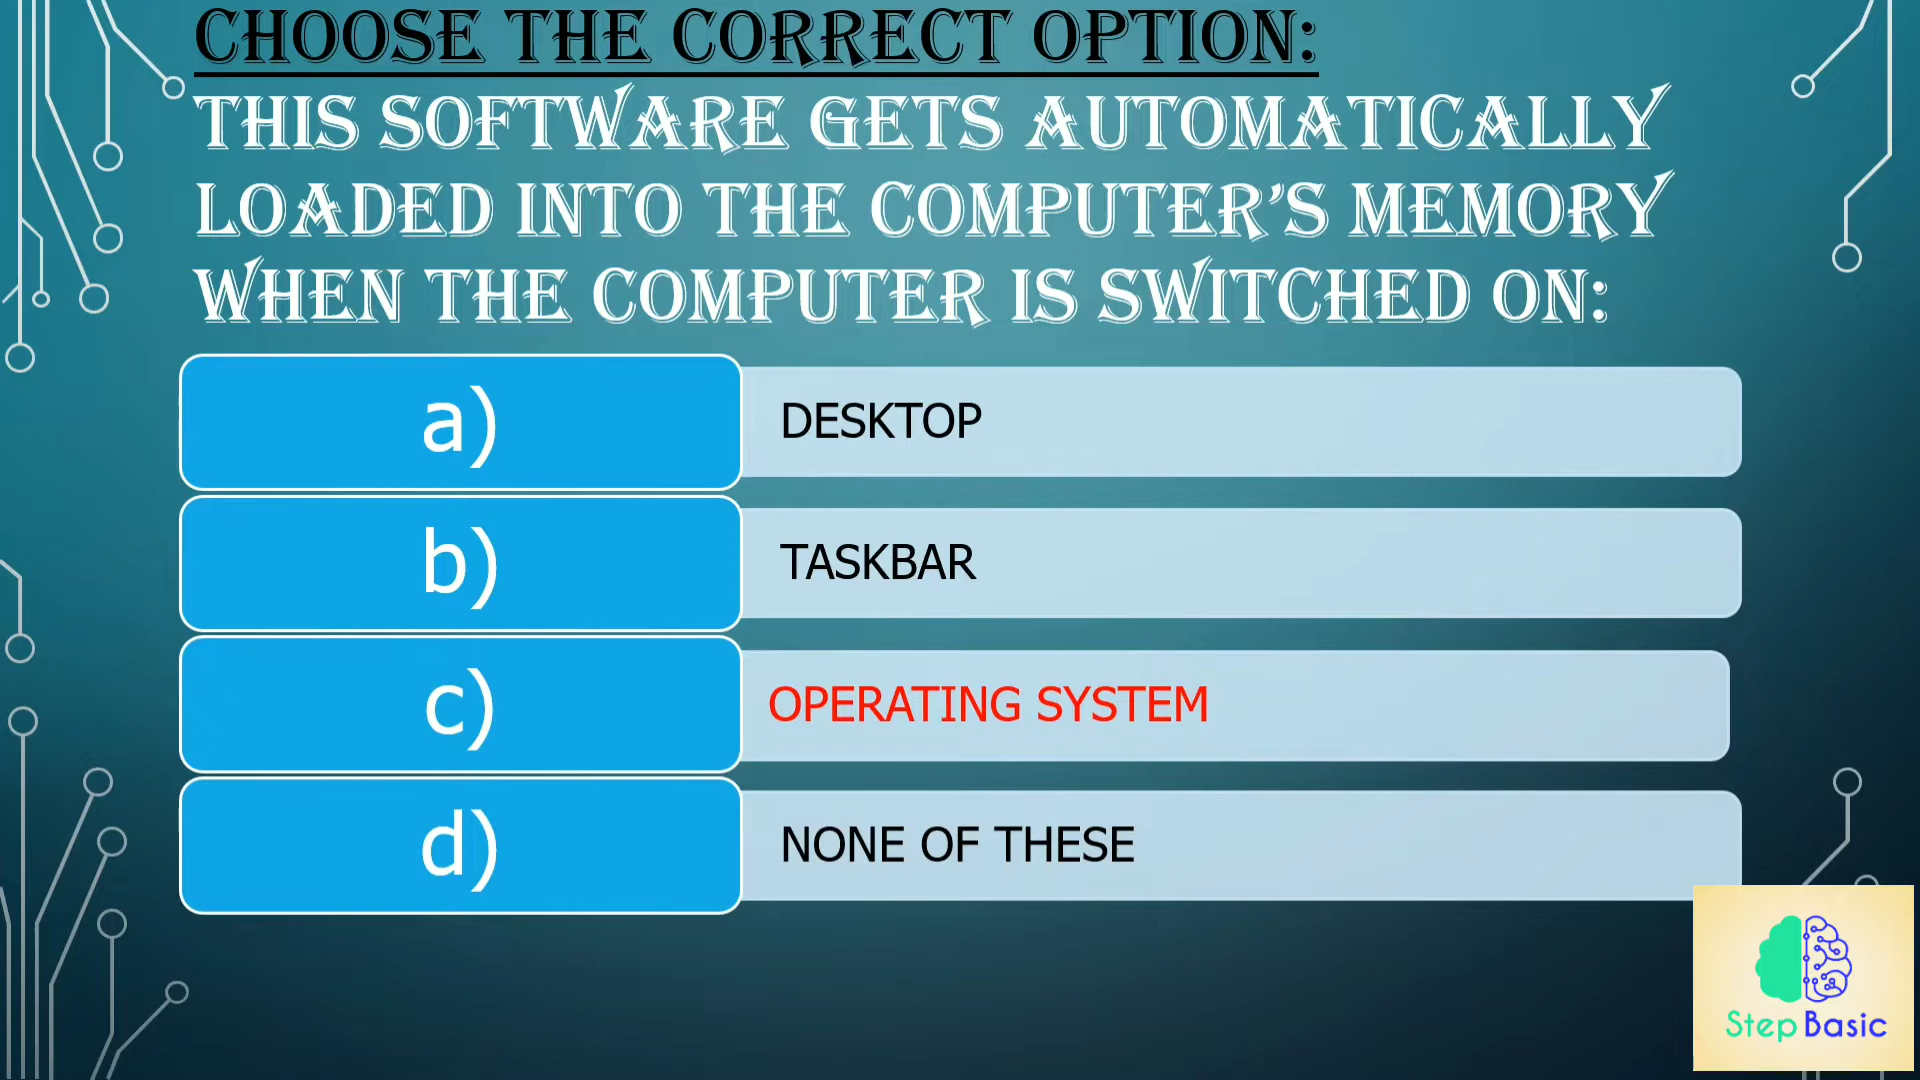 CHOOSE THE CORRECT OPTION:
THIS SOFTWARE GETS AUTOMATICALLY
LOADED INTO THE COMPUTER’S MEMORY
WHEN THE COMPUTER IS SWITCHED ON:
a) DESKTOP
b) TASKBAR
c) OPERATING SYSTEM
d) NONE OF THESE
Step Basic